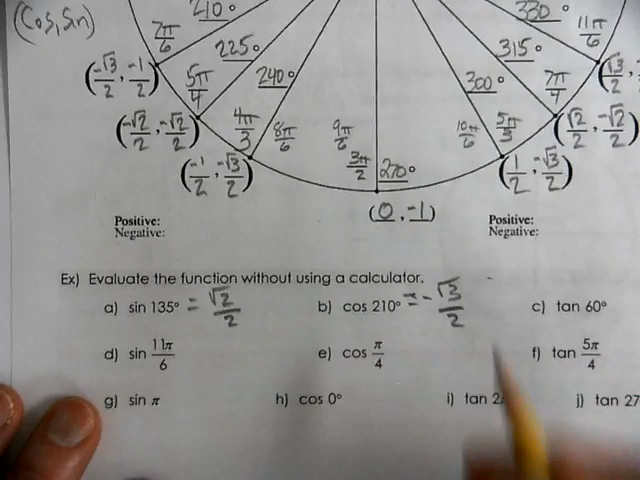 (Cos, Sin)
210° 330°
7π/6 11π/6
225° 315°
(-√3/2, -1/2) 5π/4 240° 300° 7π/4 (√3/2,
(-√2/2, -√2/2) 4π/3 8π/6 9π/6 10π/6 5π/3 (√2/2, -√2/2)
(-1/2, -√3/2) 3π/2 270° (1/2, -√3/2)
(0, -1)
Positive: Positive:
Negative: Negative:
Ex) Evaluate the function without using a calculator.
a) sin 135° = √2/2 b) cos 210° = -√3/2 c) tan 60°
d) sin 11π/6 e) cos π/4 f) tan 5π/4
g) sin π h) cos 0° i) tan 2 j) tan 27